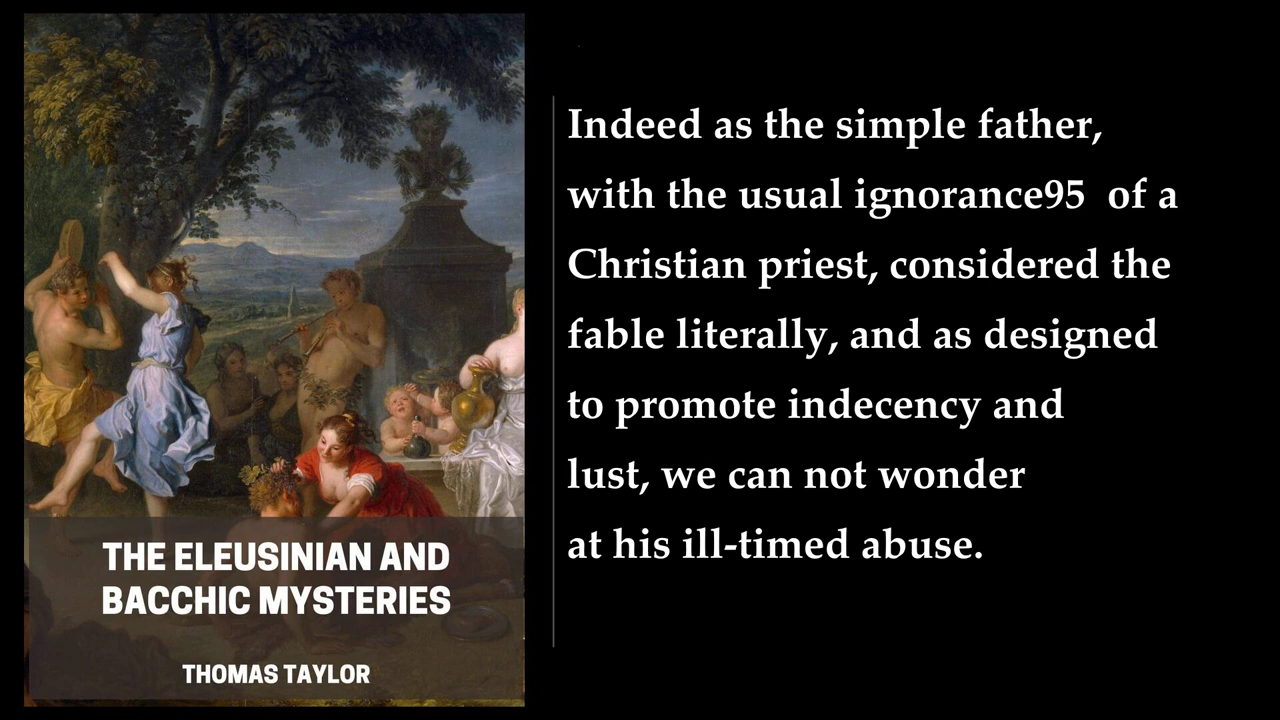 THE ELEUSINIAN AND
BACCHIC MYSTERIES
THOMAS TAYLOR
Indeed as the simple father,
with the usual ignorance95 of a
Christian priest, considered the
fable literally, and as designed
to promote indecency and
lust, we can not wonder
at his ill-timed abuse.